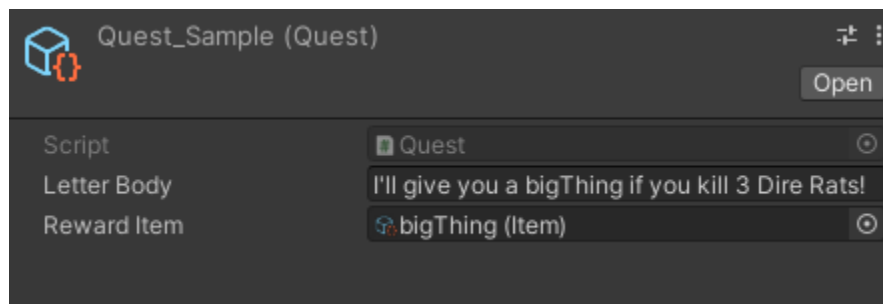 Quest_Sample (Quest)
Open
Script Quest
Letter Body I'll give you a bigThing if you kill 3 Dire Rats!
Reward Item bigThing (Item)